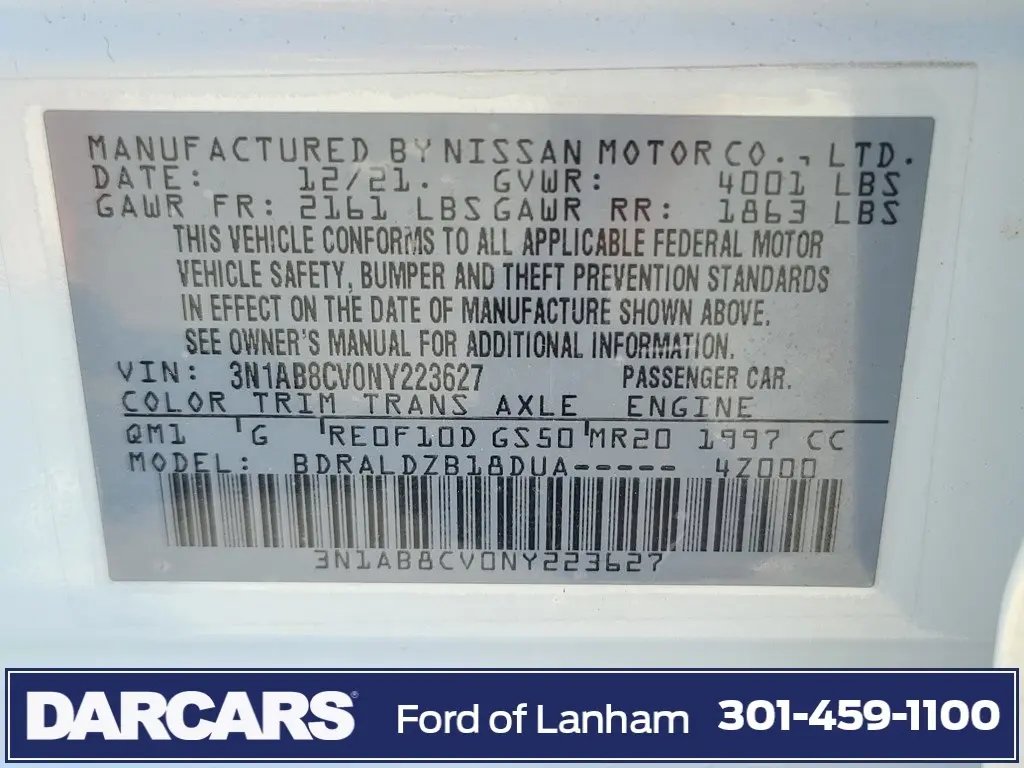 MANUFACTURED BY NISSAN MOTOR CO., LTD.
DATE: 12/21. GVWR: 4001 LBS
GAWR FR: 2161 LBS GAWR RR: 1863 LBS
THIS VEHICLE CONFORMS TO ALL APPLICABLE FEDERAL MOTOR
VEHICLE SAFETY, BUMPER AND THEFT PREVENTION STANDARDS
IN EFFECT ON THE DATE OF MANUFACTURE SHOWN ABOVE.
SEE OWNER'S MANUAL FOR ADDITIONAL INFORMATION.
VIN: 3N1AB8CV0NY223627 PASSENGER CAR.
COLOR TRIM TRANS AXLE ENGINE
QM1 G RE0F10D GS50 MR20 1997 CC
MODEL: BDRALDZB18DUA----- 4Z000
3N1AB8CV0NY223627
DARCARS® Ford of Lanham 301-459-1100